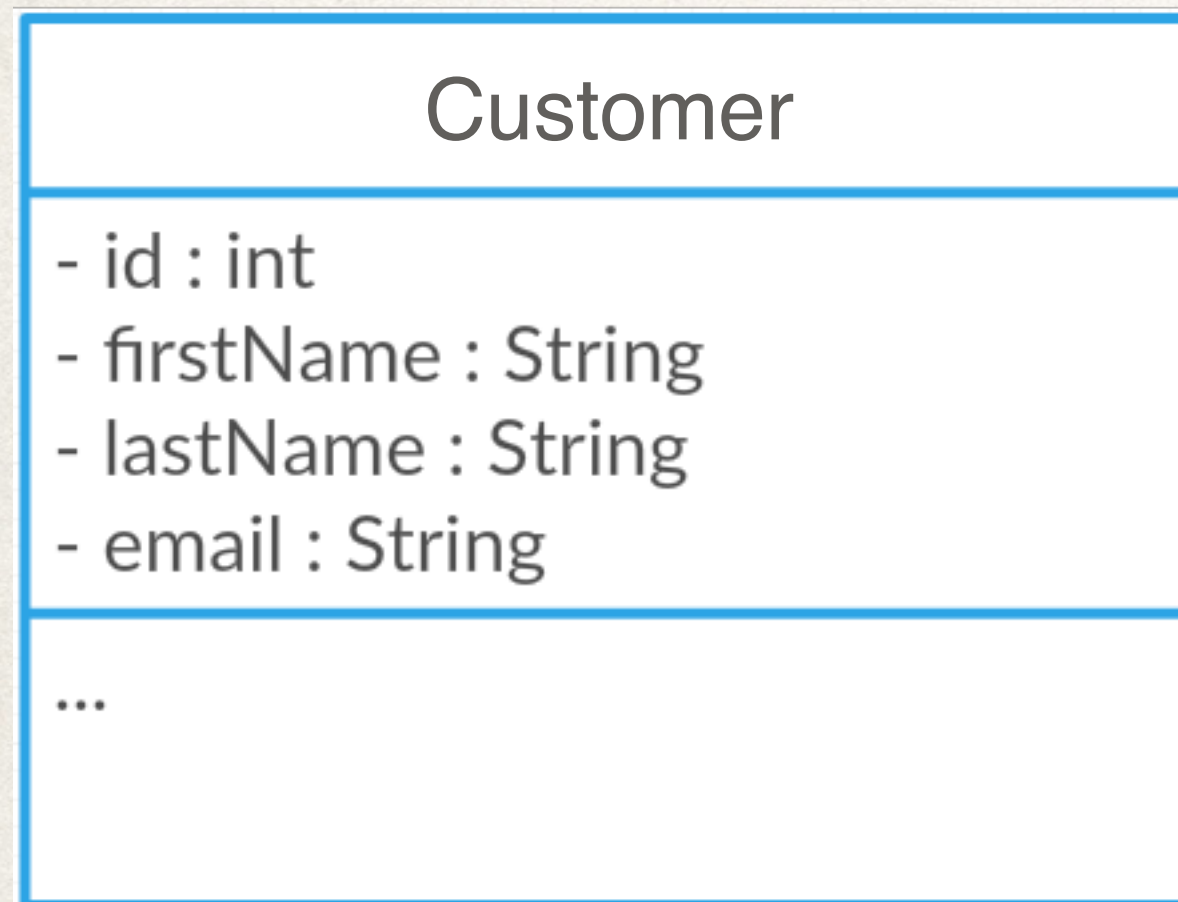 Customer
- id : int
- firstName : String
- lastName : String
- email : String
...